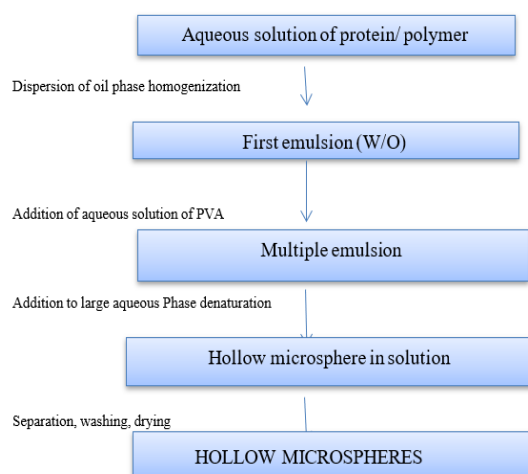 Aqueous solution of protein/ polymer
Dispersion of oil phase homogenization
First emulsion (W/O)
Addition of aqueous solution of PVA
Multiple emulsion
Addition to large aqueous Phase denaturation
Hollow microsphere in solution
Separation, washing, drying
HOLLOW MICROSPHERES